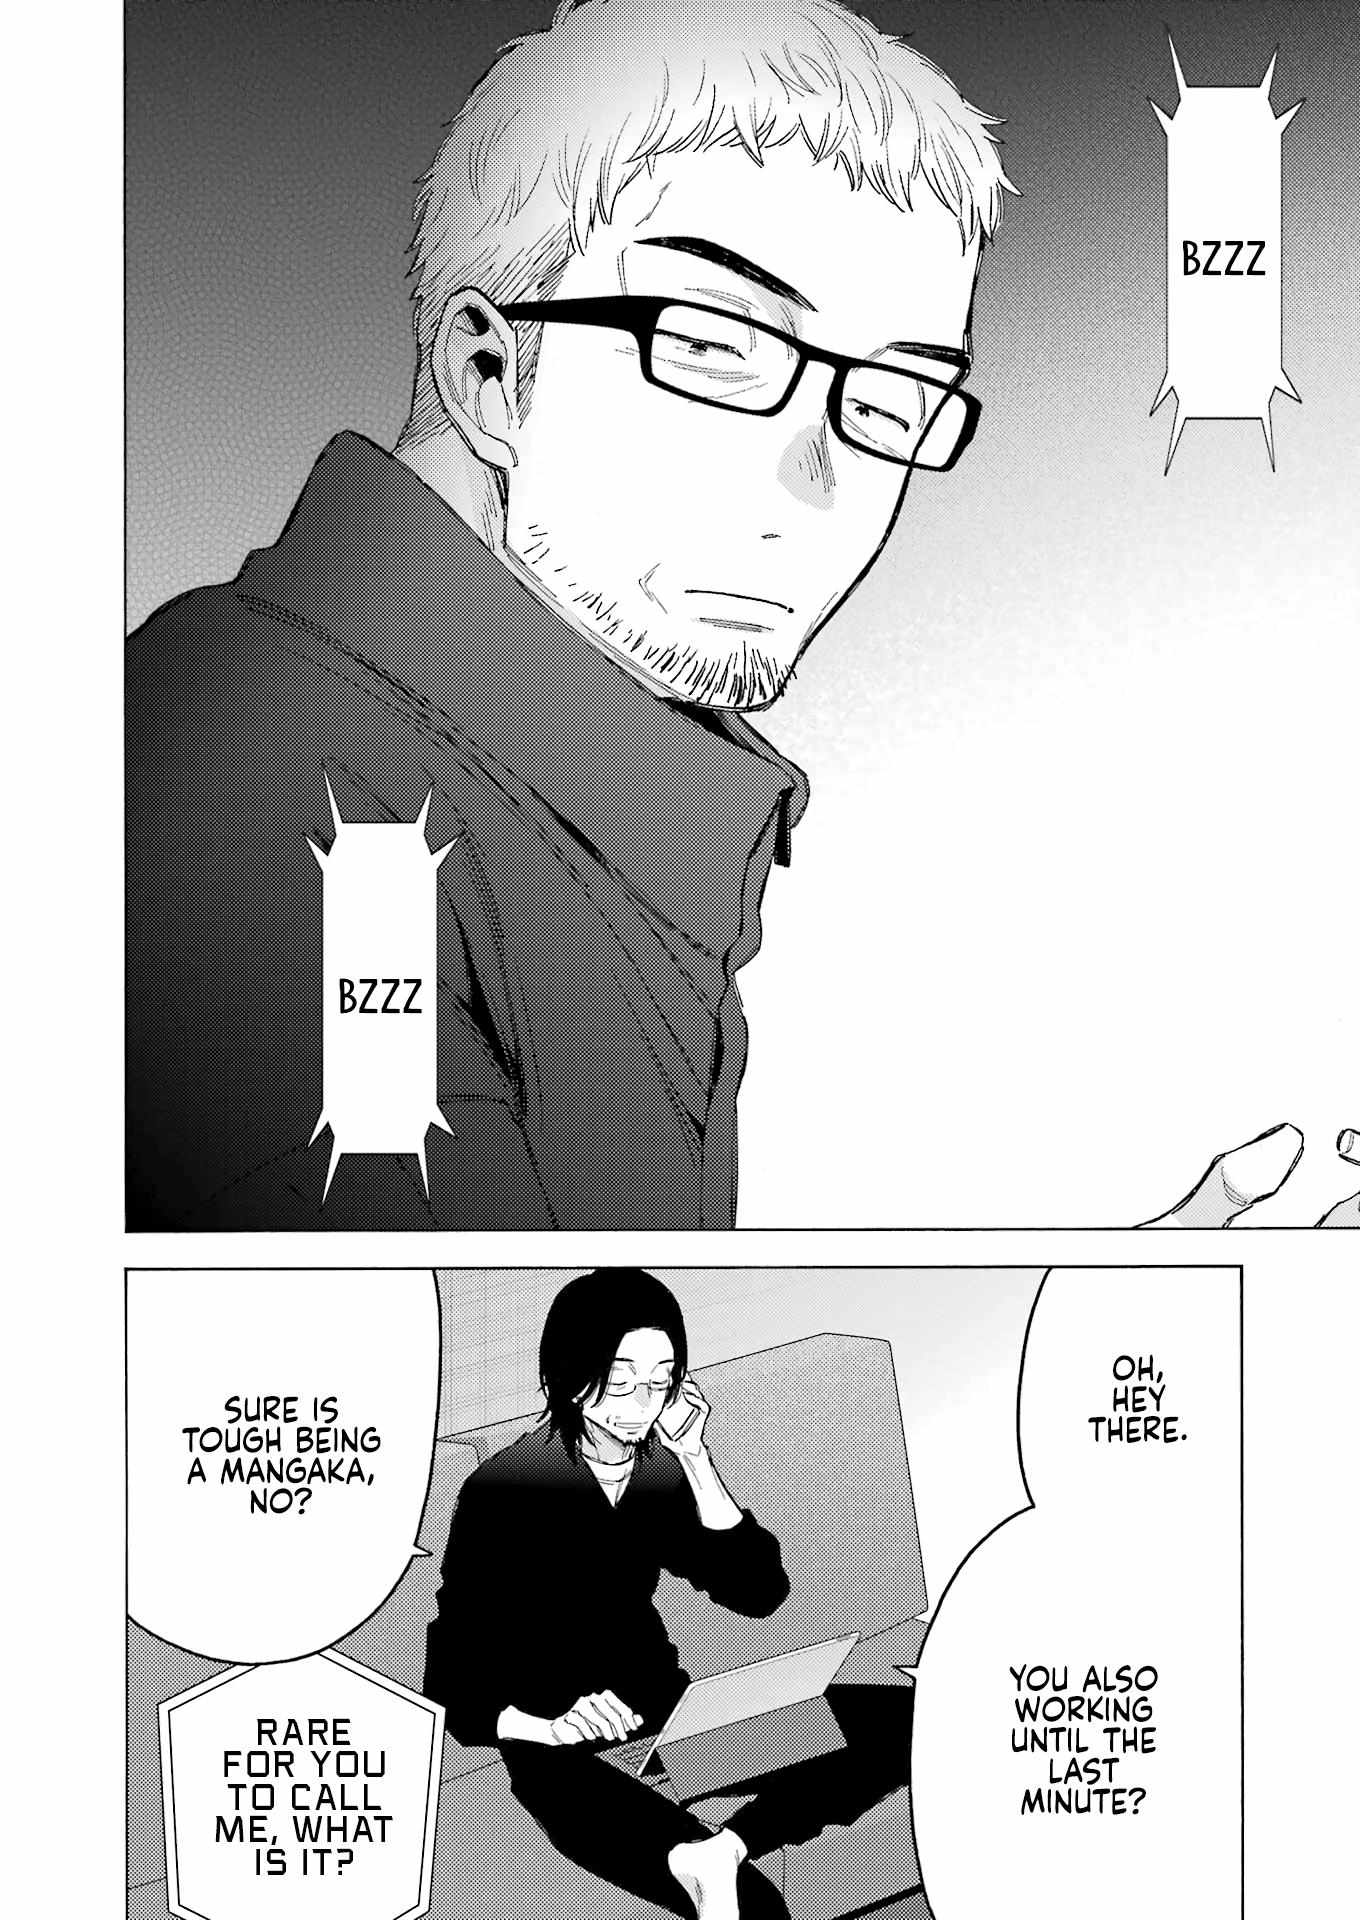 BZZZ
BZZZ
OH,
HEY
THERE.
YOU ALSO
WORKING
UNTIL THE
LAST
MINUTE?
SURE IS
TOUGH BEING
A MANGAKA,
NO?
RARE
FOR YOU
TO CALL
ME, WHAT
IS IT?